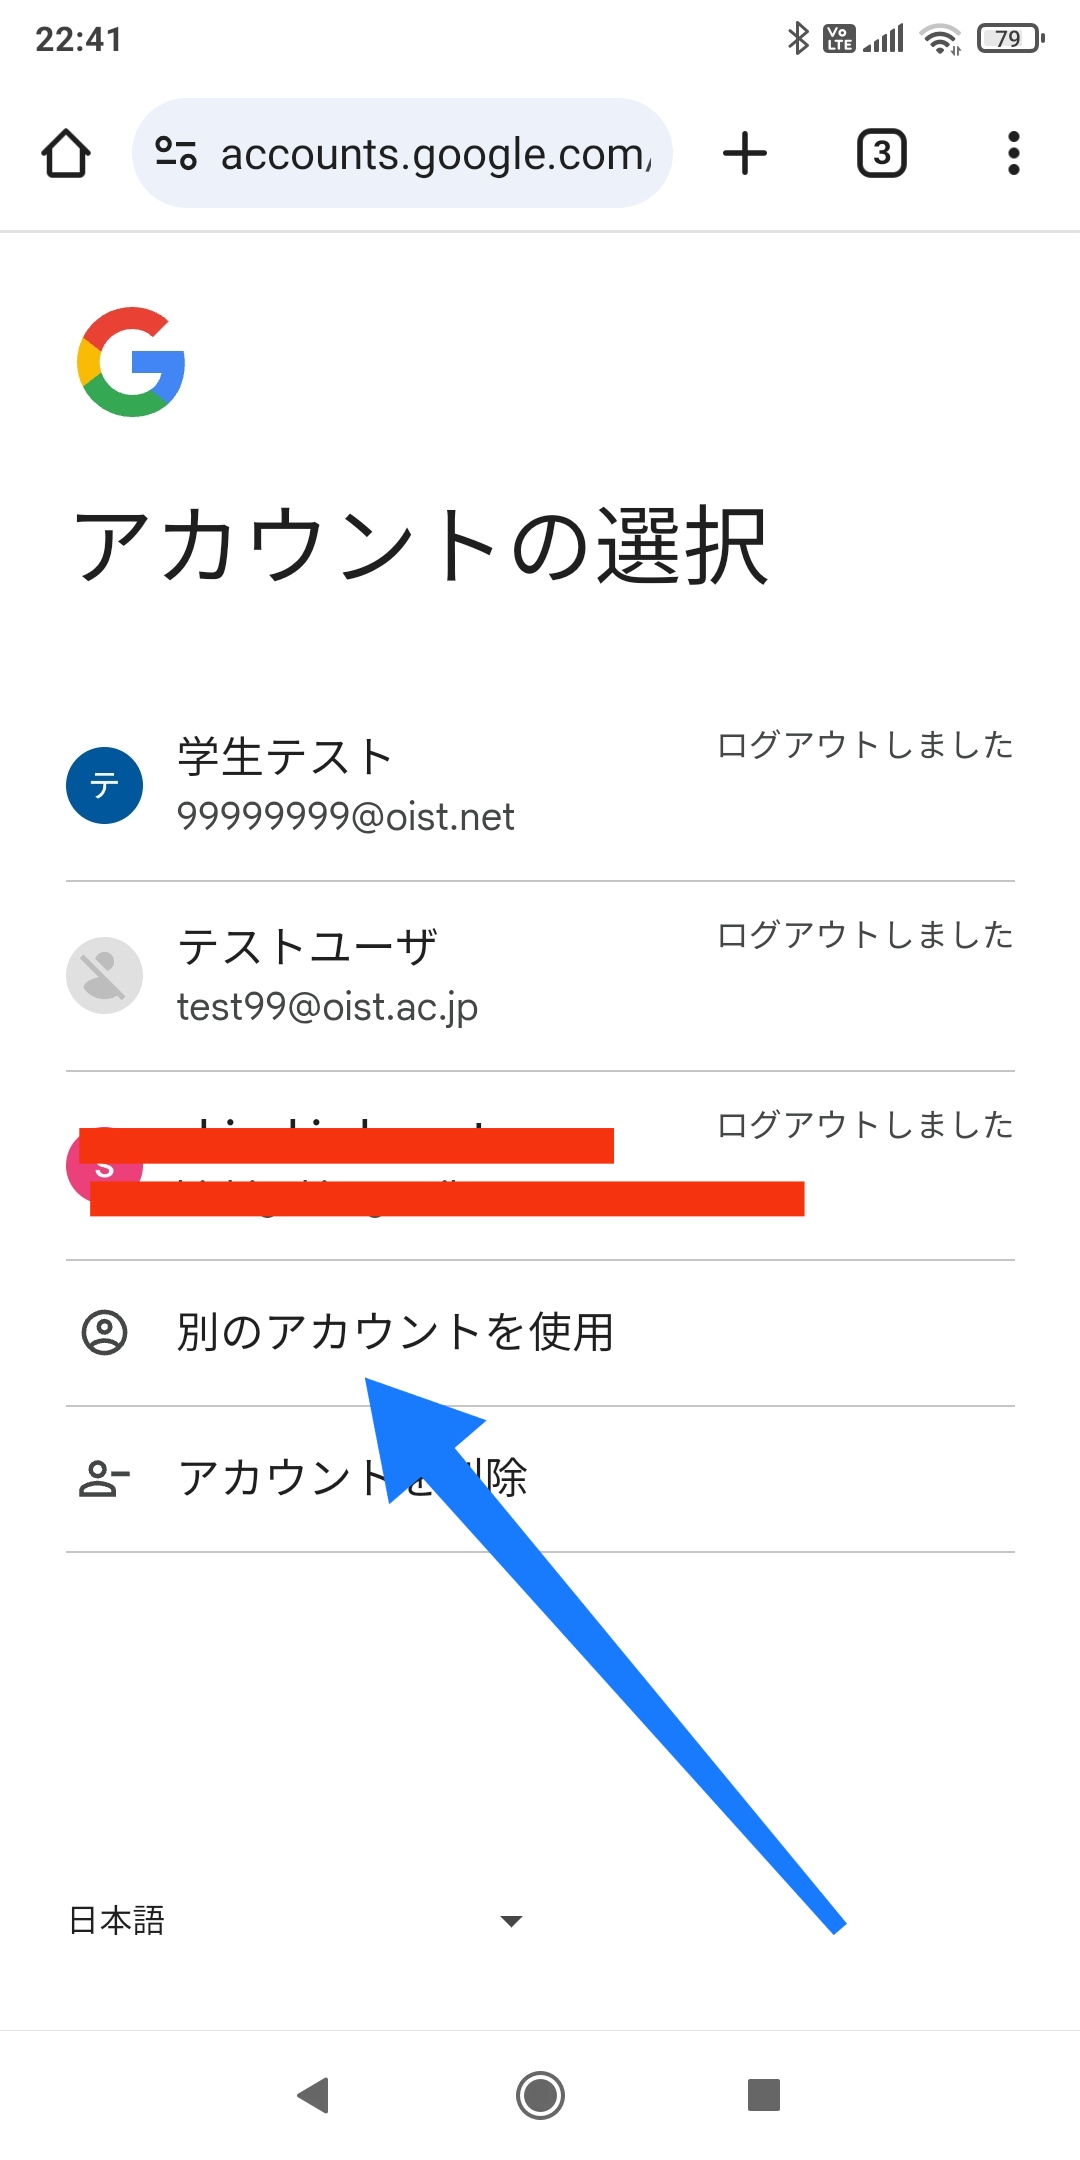 22:41
Vo LTE
79
accounts.google.com/
3
アカウントの選択
テ
学生テスト
ログアウトしました
99999999@oist.net
テストユーザ
ログアウトしました
test99@oist.ac.jp
ログアウトしました
S
別のアカウントを使用
アカウントを削除
日本語